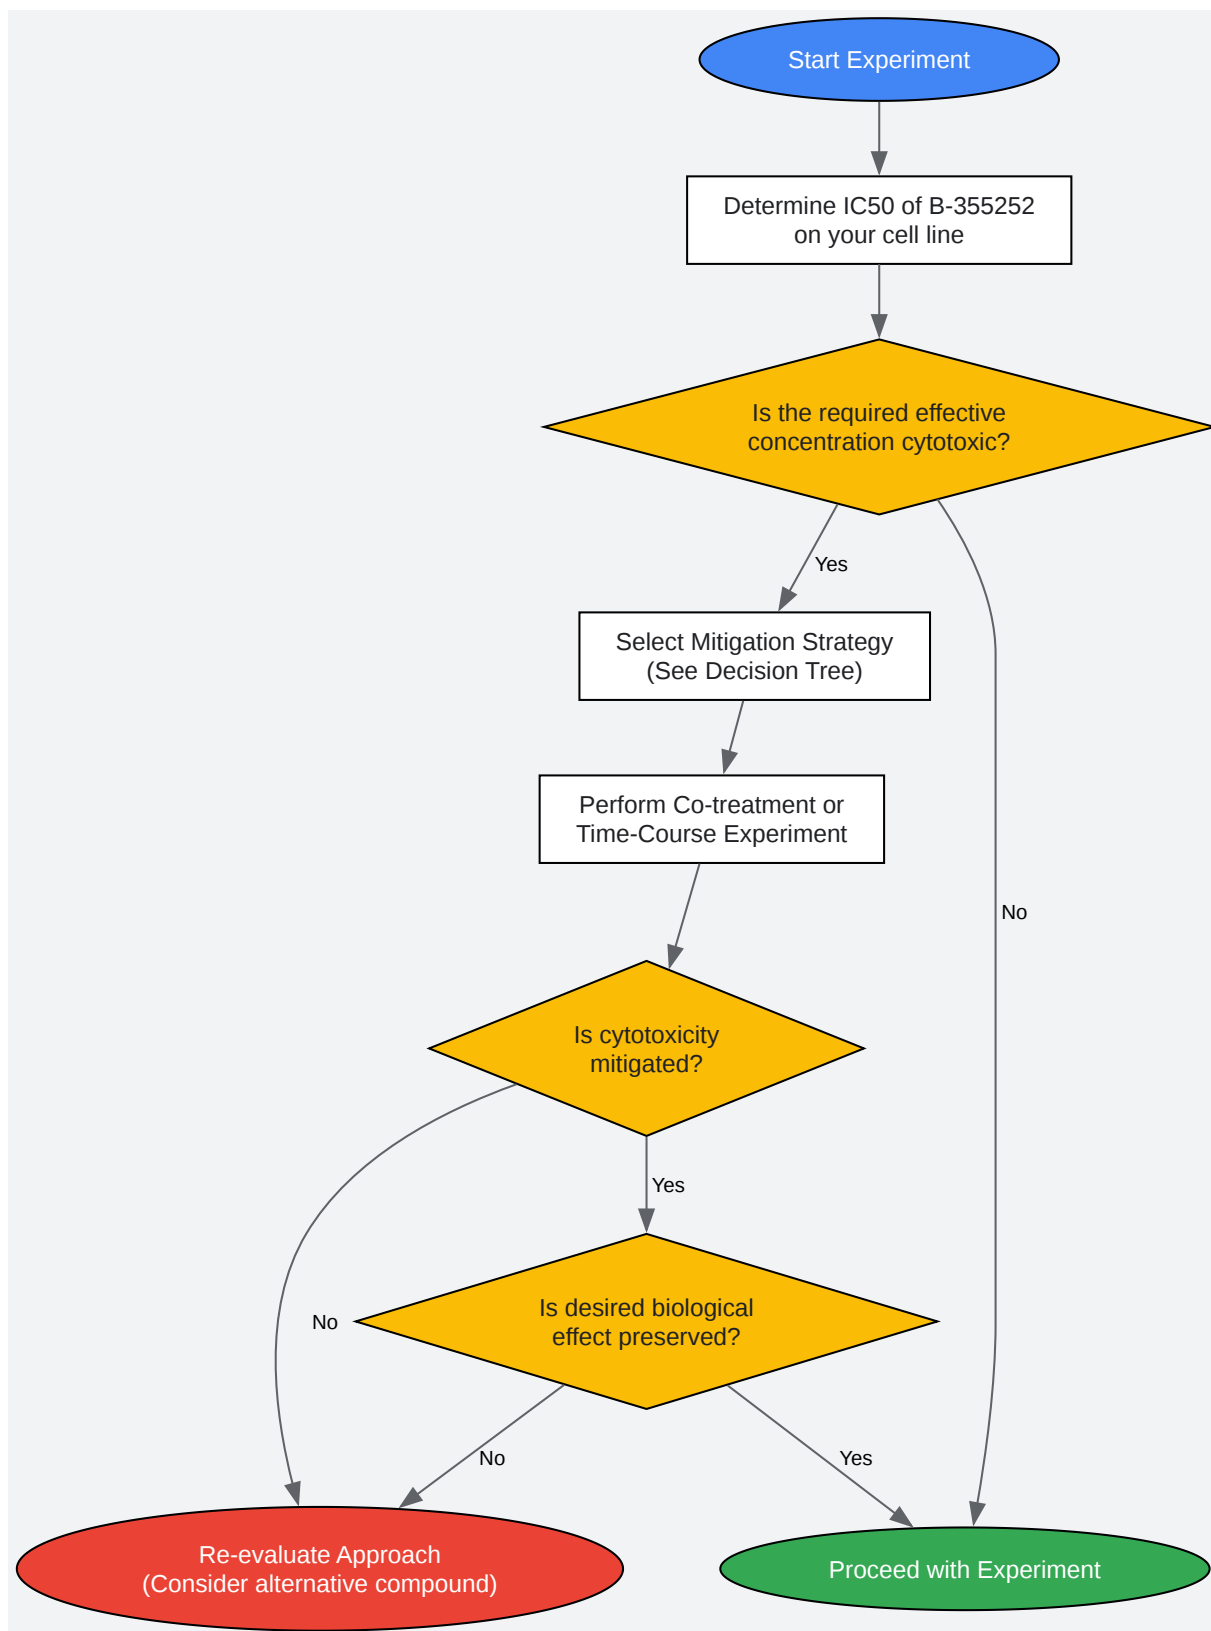 Start Experiment
Determine IC50 of B-355252
on your cell line
Is the required effective
concentration cytotoxic?
Yes
Select Mitigation Strategy
(See Decision Tree)
Perform Co-treatment or
Time-Course Experiment
No
Is cytotoxicity
mitigated?
Yes
Is desired biological
effect preserved?
No
No
Yes
Re-evaluate Approach
(Consider alternative compound)
Proceed with Experiment